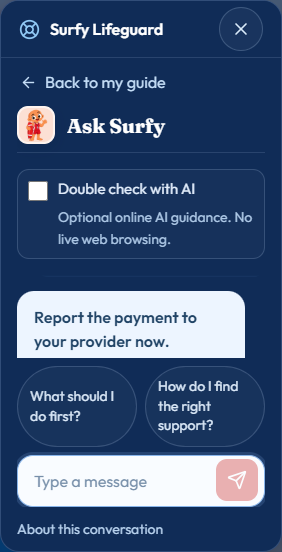 Surfy Lifeguard
Back to my guide
Ask Surfy
Double check with AI
Optional online AI guidance. No
live web browsing.
Report the payment to
your provider now.
What should I
do first?
How do I find
the right
support?
Type a message
About this conversation